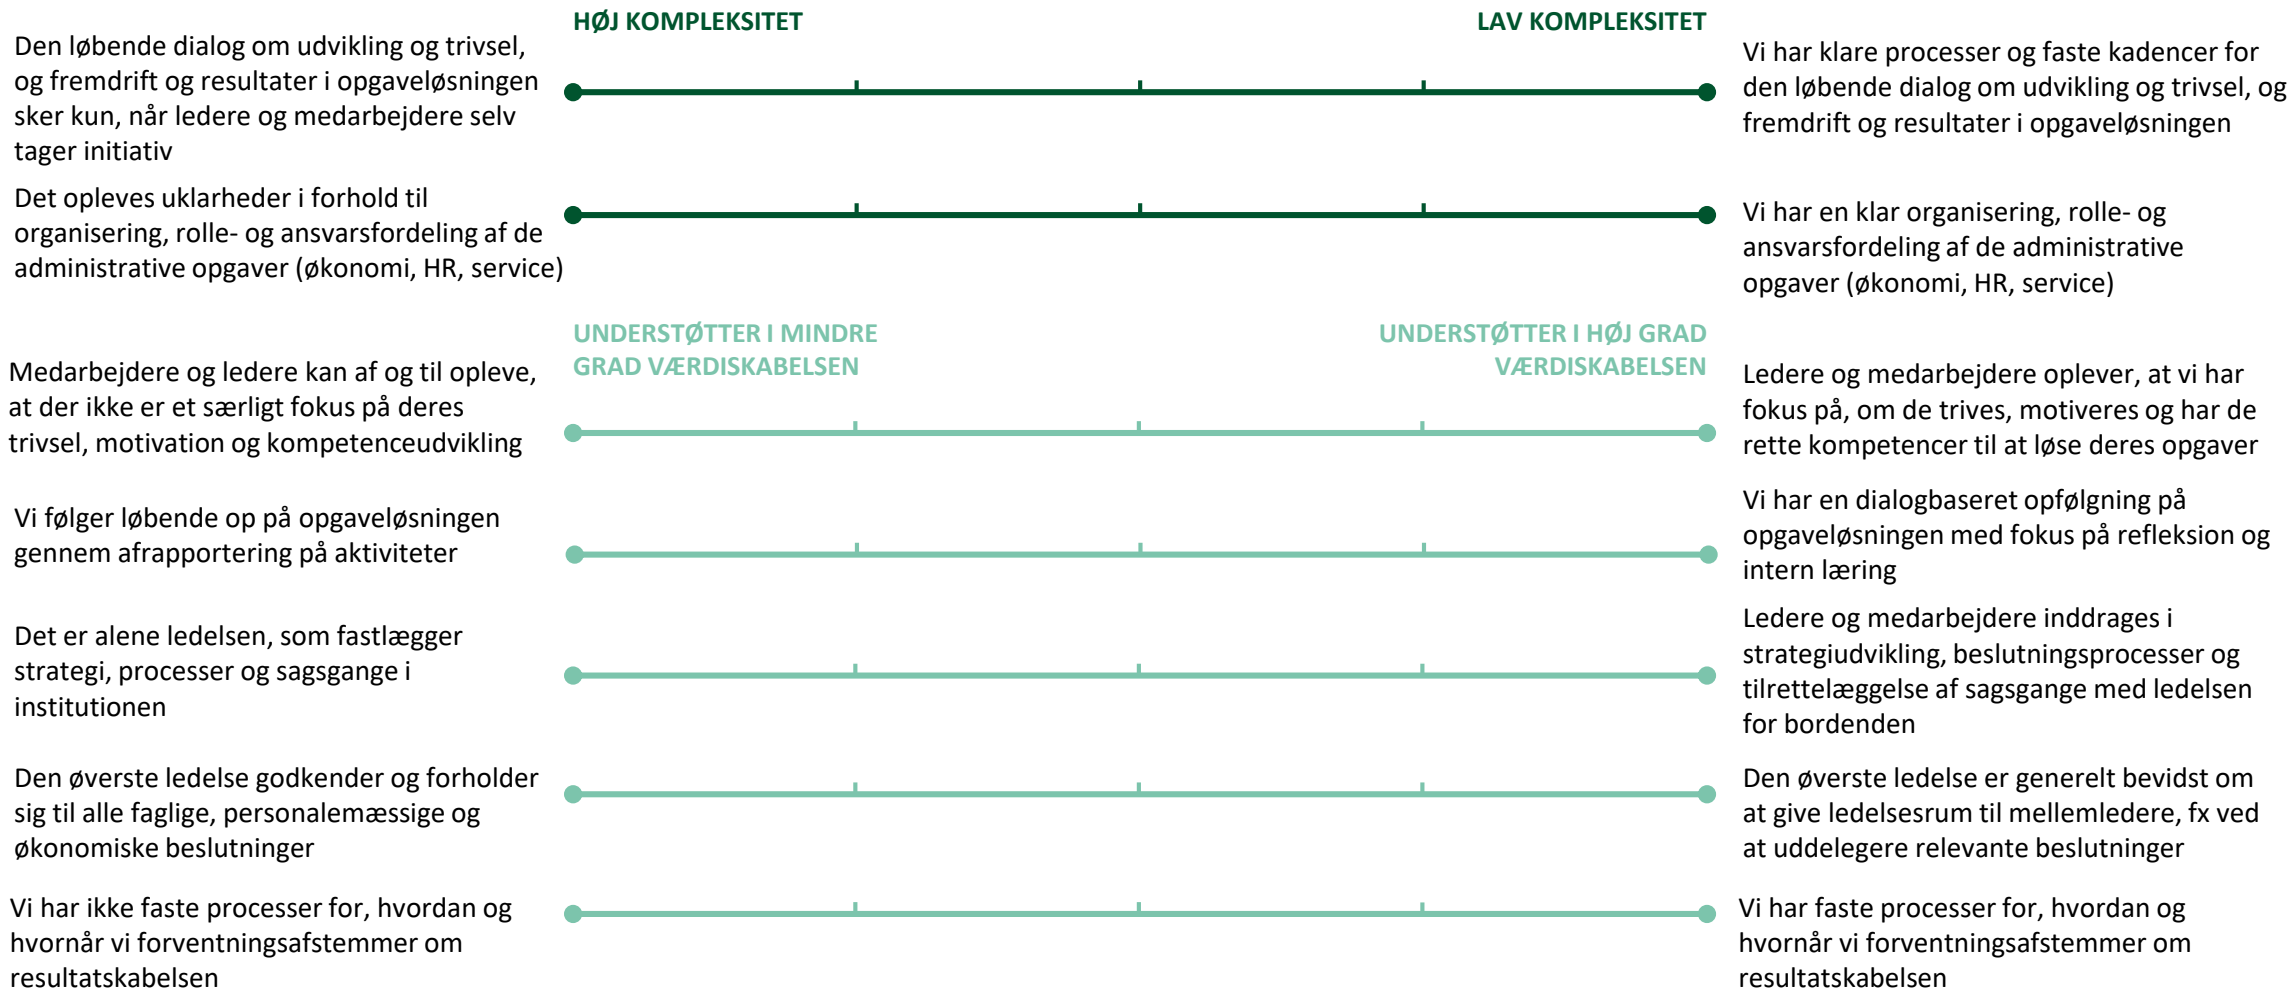 HØJ KOMPLEKSITET
LAV KOMPLEKSITET
Den løbende dialog om udvikling og trivsel,
og fremdrift og resultater i opgaveløsningen
sker kun, når ledere og medarbejdere selv
tager initiativ
Vi har klare processer og faste kadencer for
den løbende dialog om udvikling og trivsel, og
fremdrift og resultater i opgaveløsningen
Det opleves uklarheder i forhold til
organisering, rolle- og ansvarsfordeling af de
administrative opgaver (økonomi, HR, service)
Vi har en klar organisering, rolle- og
ansvarsfordeling af de administrative
opgaver (økonomi, HR, service)
UNDERSTØTTER I MINDRE
GRAD VÆRDISKABELSEN
UNDERSTØTTER I HØJ GRAD
VÆRDISKABELSEN
Medarbejdere og ledere kan af og til opleve,
at der ikke er et særligt fokus på deres
trivsel, motivation og kompetenceudvikling
Ledere og medarbejdere oplever, at vi har
fokus på, om de trives, motiveres og har de
rette kompetencer til at løse deres opgaver
Vi følger løbende op på opgaveløsningen
gennem afrapportering på aktiviteter
Vi har en dialogbaseret opfølgning på
opgaveløsningen med fokus på refleksion og
intern læring
Det er alene ledelsen, som fastlægger
strategi, processer og sagsgange i
institutionen
Ledere og medarbejdere inddrages i
strategiudvikling, beslutningsprocesser og
tilrettelæggelse af sagsgange med ledelsen
for bordenden
Den øverste ledelse godkender og forholder
sig til alle faglige, personalemæssige og
økonomiske beslutninger
Den øverste ledelse er generelt bevidst om
at give ledelsesrum til mellemledere, fx ved
at uddelegere relevante beslutninger
Vi har ikke faste processer for, hvordan og
hvornår vi forventningsafstemmer om
resultatskabelsen
Vi har faste processer for, hvordan og
hvornår vi forventningsafstemmer om
resultatskabelsen